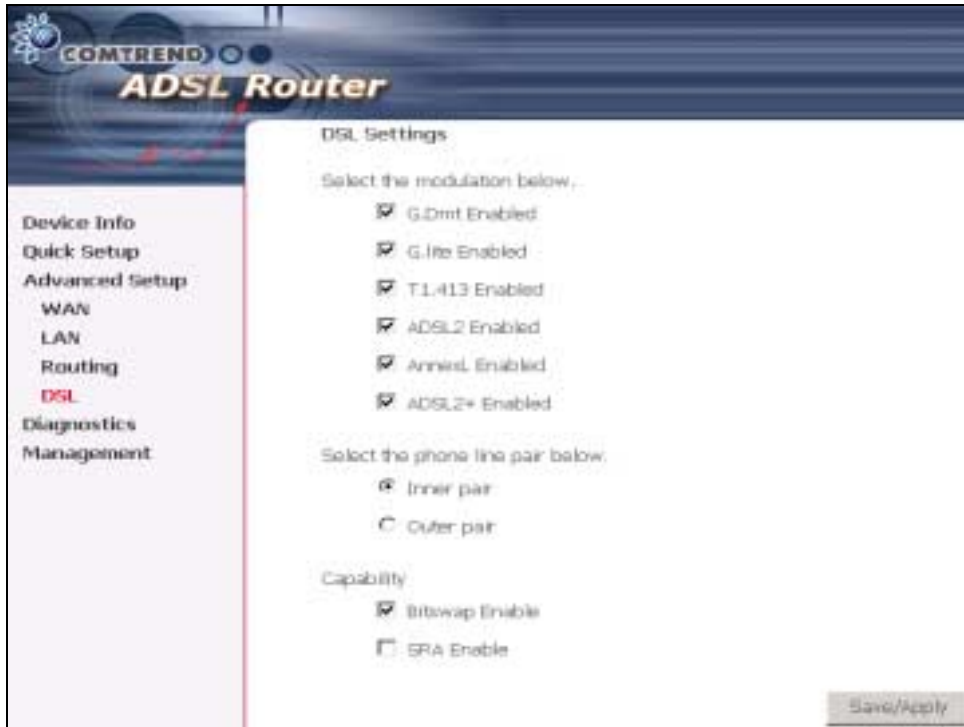 COMTREND
ADSL Router
DSL Settings
Select the modulation below.
G.Dmt Enabled
G.lite Enabled
T1.413 Enabled
ADSL2 Enabled
AnnexL Enabled
ADSL2+ Enabled
Select the phone line pair below.
Inner pair
Outer pair
Capability
Bitswap Enable
SRA Enable
Save/Apply
Device Info
Quick Setup
Advanced Setup
WAN
LAN
Routing
DSL
Diagnostics
Management